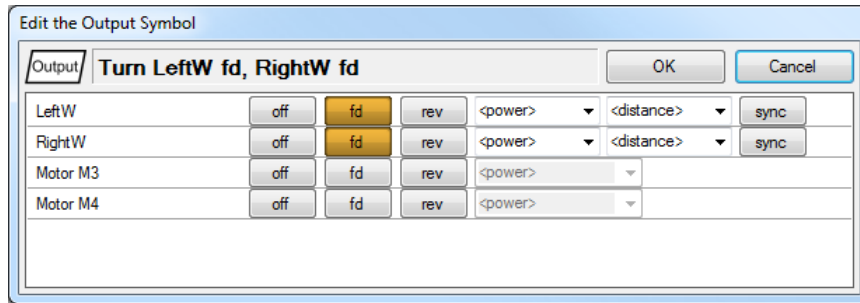 Edit the Output Symbol
Output Turn LeftW fd, RightW fd OK Cancel
LeftW off fd rev <power> <distance> sync
RightW off fd rev <power> <distance> sync
Motor M3 off fd rev <power>
Motor M4 off fd rev <power>